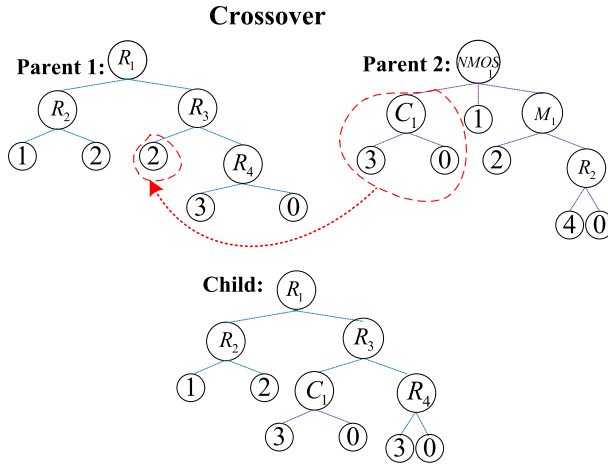 Crossover
Parent 1: R1
Parent 2: NMOS1
R2 R3
C1 1 M1
1 2 2 R4
3 0 2 R2
3 0
4 0
Child: R1
R2 R3
1 2 C1 R4
3 0 3 0